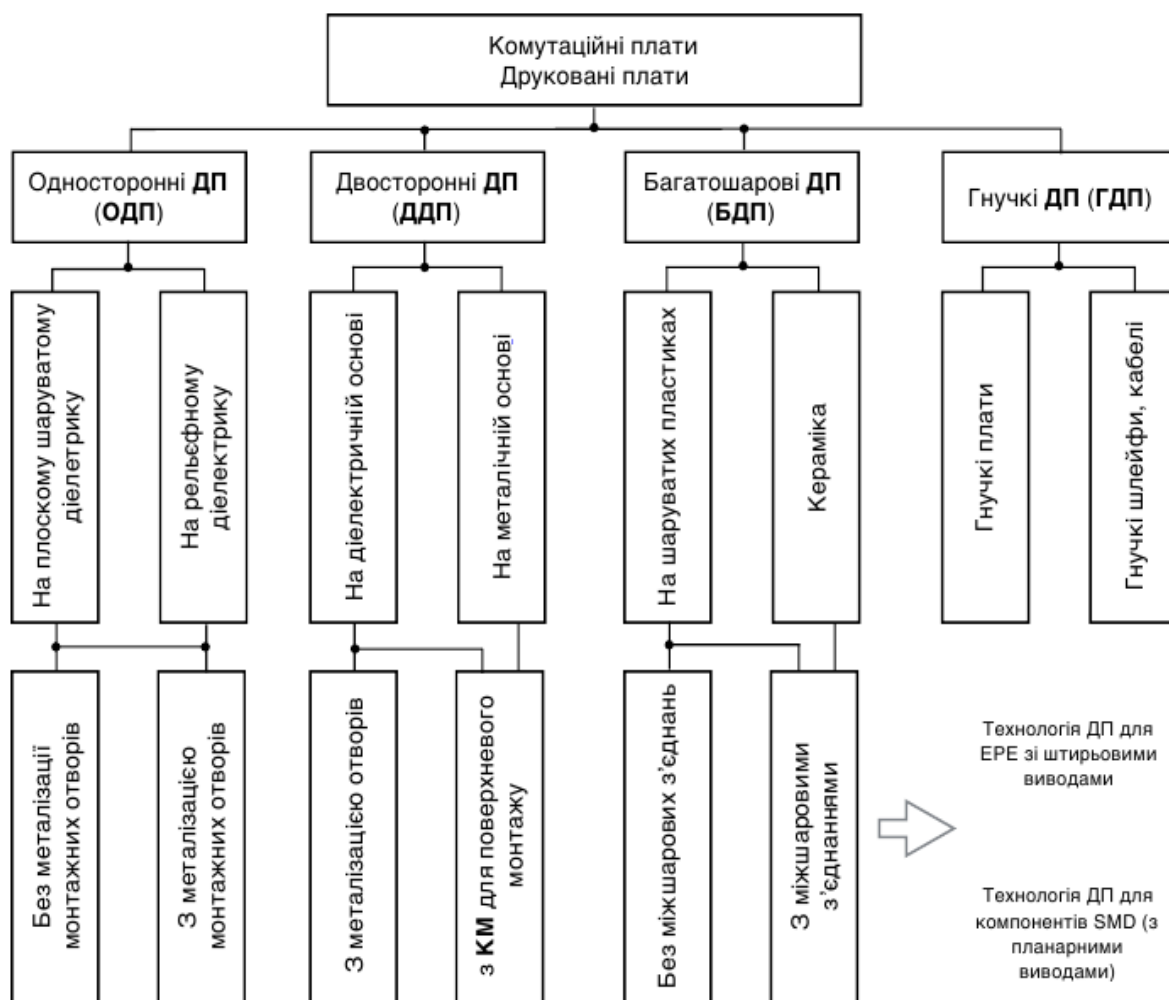 Комутаційні плати
Друковані плати
Односторонні ДП
(ОДП)
Двосторонні ДП
(ДДП)
Багатошарові ДП
(БДП)
Гнучкі ДП (ГДП)
На плоскому шаруватому
діелетрику
На рельєфному
діелектрику
На діелектричній основі
На металічній основі
На шаруватих пластиках
Кераміка
Гнучкі плати
Гнучкі шлейфи, кабелі
Без металізації
монтажних отворів
З металізацією
монтажних отворів
З металізацією отворів
з КМ для поверхневого
монтажу
Без міжшарових з’єднань
З міжшаровими
з’єднаннями
Технологія ДП для
ЕРЕ зі штирьовими
виводами
Технологія ДП для
компонентів SMD (з
планарними
виводами)